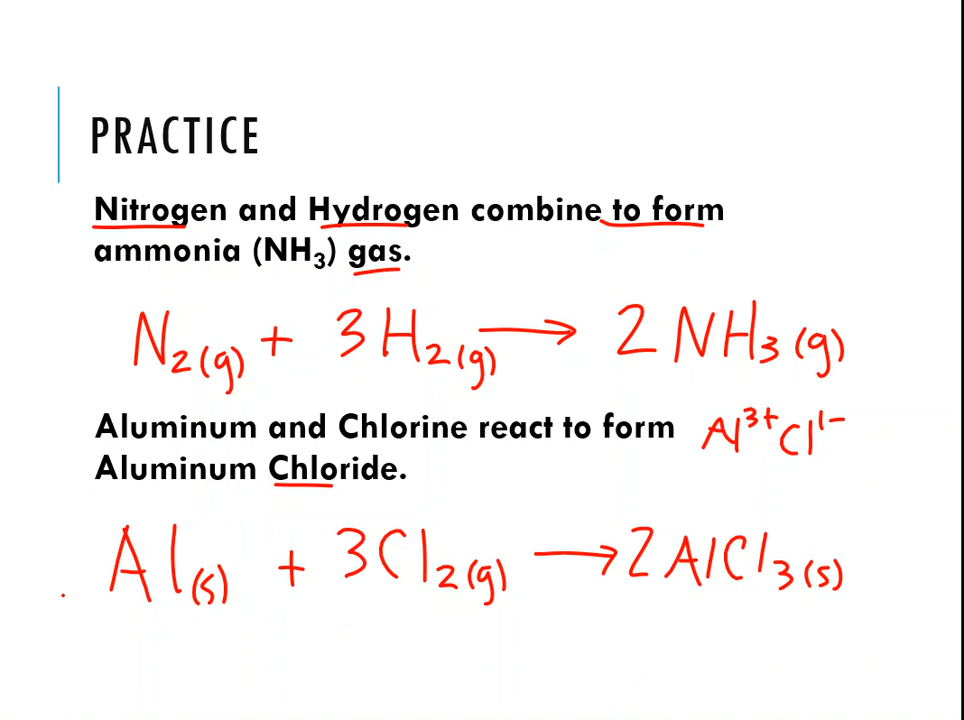 PRACTICE
Nitrogen and Hydrogen combine to form
ammonia (NH₃) gas.
N₂(g) + 3H₂(g) → 2NH₃(g)
Aluminum and Chlorine react to form
Al³⁺Cl¹⁻
Aluminum Chloride.
Al(s) + 3Cl₂(g) → 2AlCl₃(s)